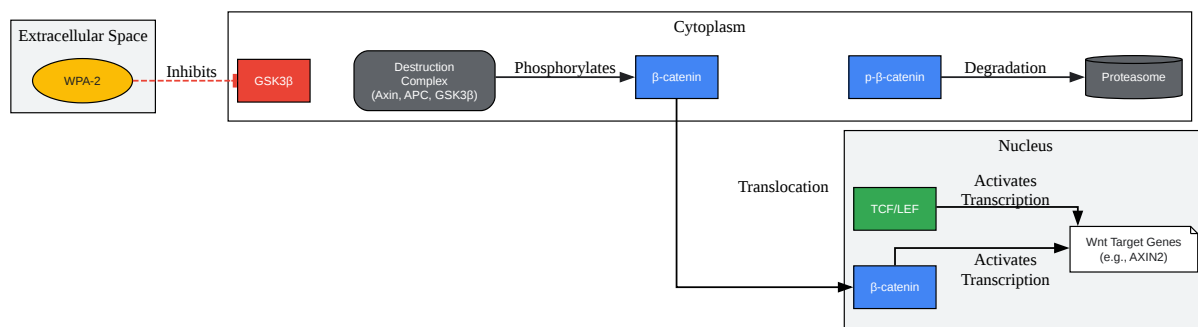 Extracellular Space
WPA-2
Inhibits
Cytoplasm
GSK3β
Destruction
Complex
(Axin, APC, GSK3β)
Phosphorylates
β-catenin
p-β-catenin
Degradation
Proteasome
Translocation
Nucleus
TCF/LEF
Activates
Transcription
β-catenin
Activates
Transcription
Wnt Target Genes
(e.g., AXIN2)